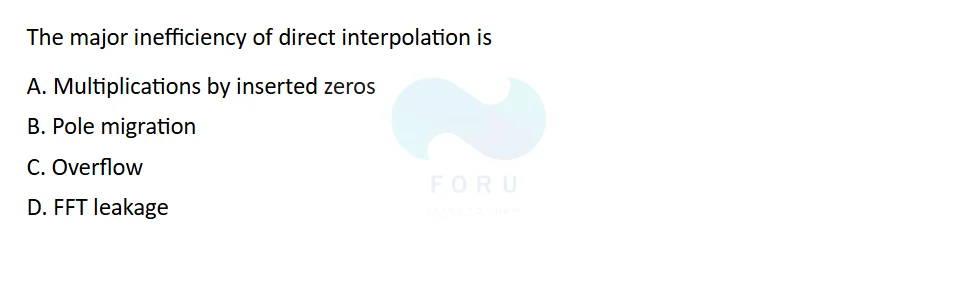 The major inefficiency of direct interpolation is
A. Multiplications by inserted zeros
B. Pole migration
C. Overflow
D. FFT leakage
FORU